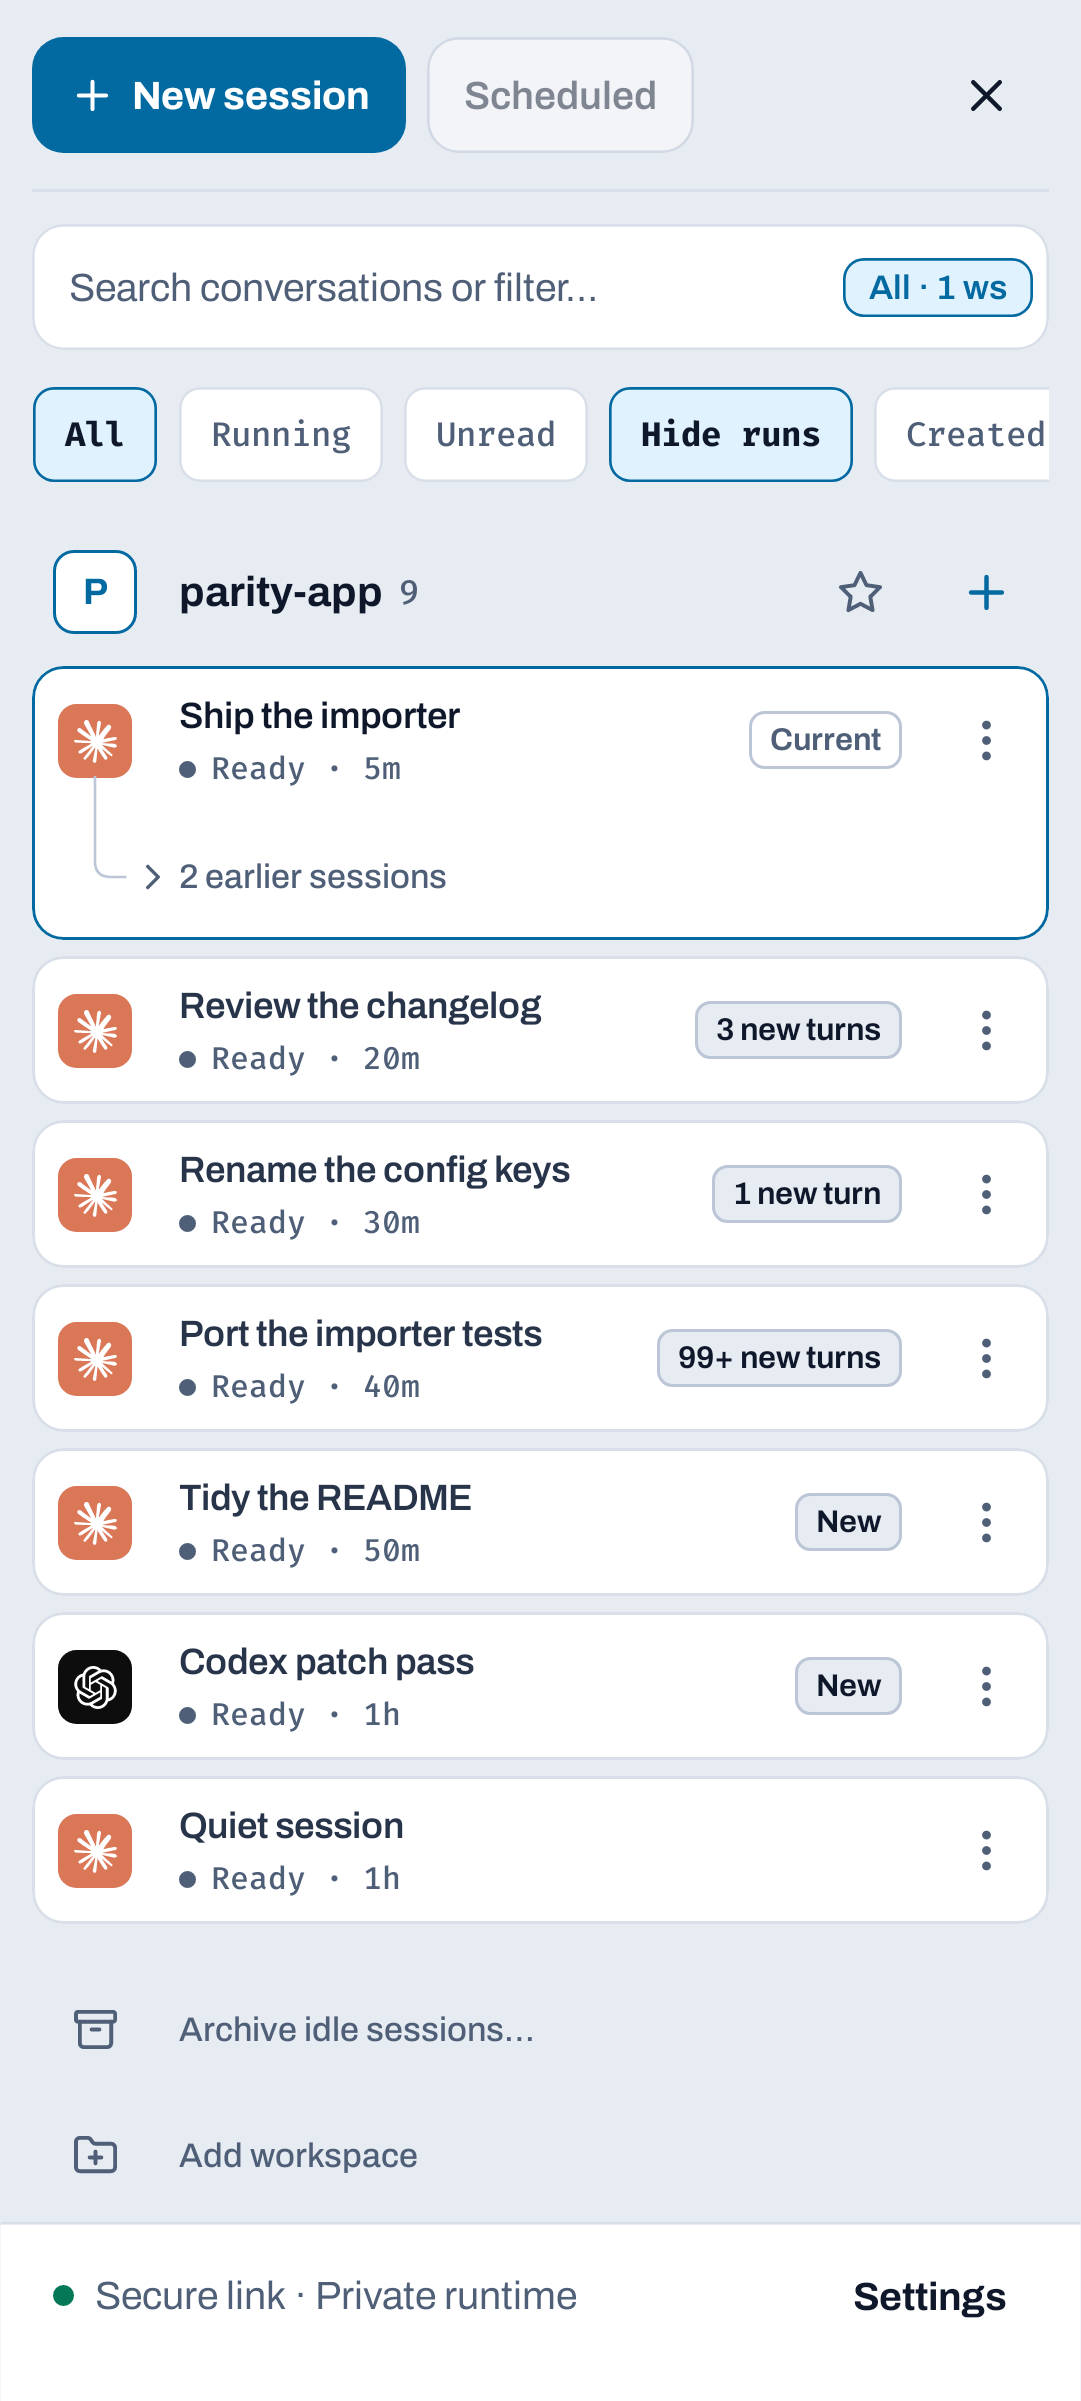 New session
Scheduled
Search conversations or filter...
All · 1 ws
All
Running
Unread
Hide runs
Created
P
parity-app 9
Ship the importer
Current
Ready · 5m
2 earlier sessions
Review the changelog
3 new turns
Ready · 20m
Rename the config keys
1 new turn
Ready · 30m
Port the importer tests
99+ new turns
Ready · 40m
Tidy the README
New
Ready · 50m
Codex patch pass
New
Ready · 1h
Quiet session
Ready · 1h
Archive idle sessions...
Add workspace
Secure link · Private runtime
Settings